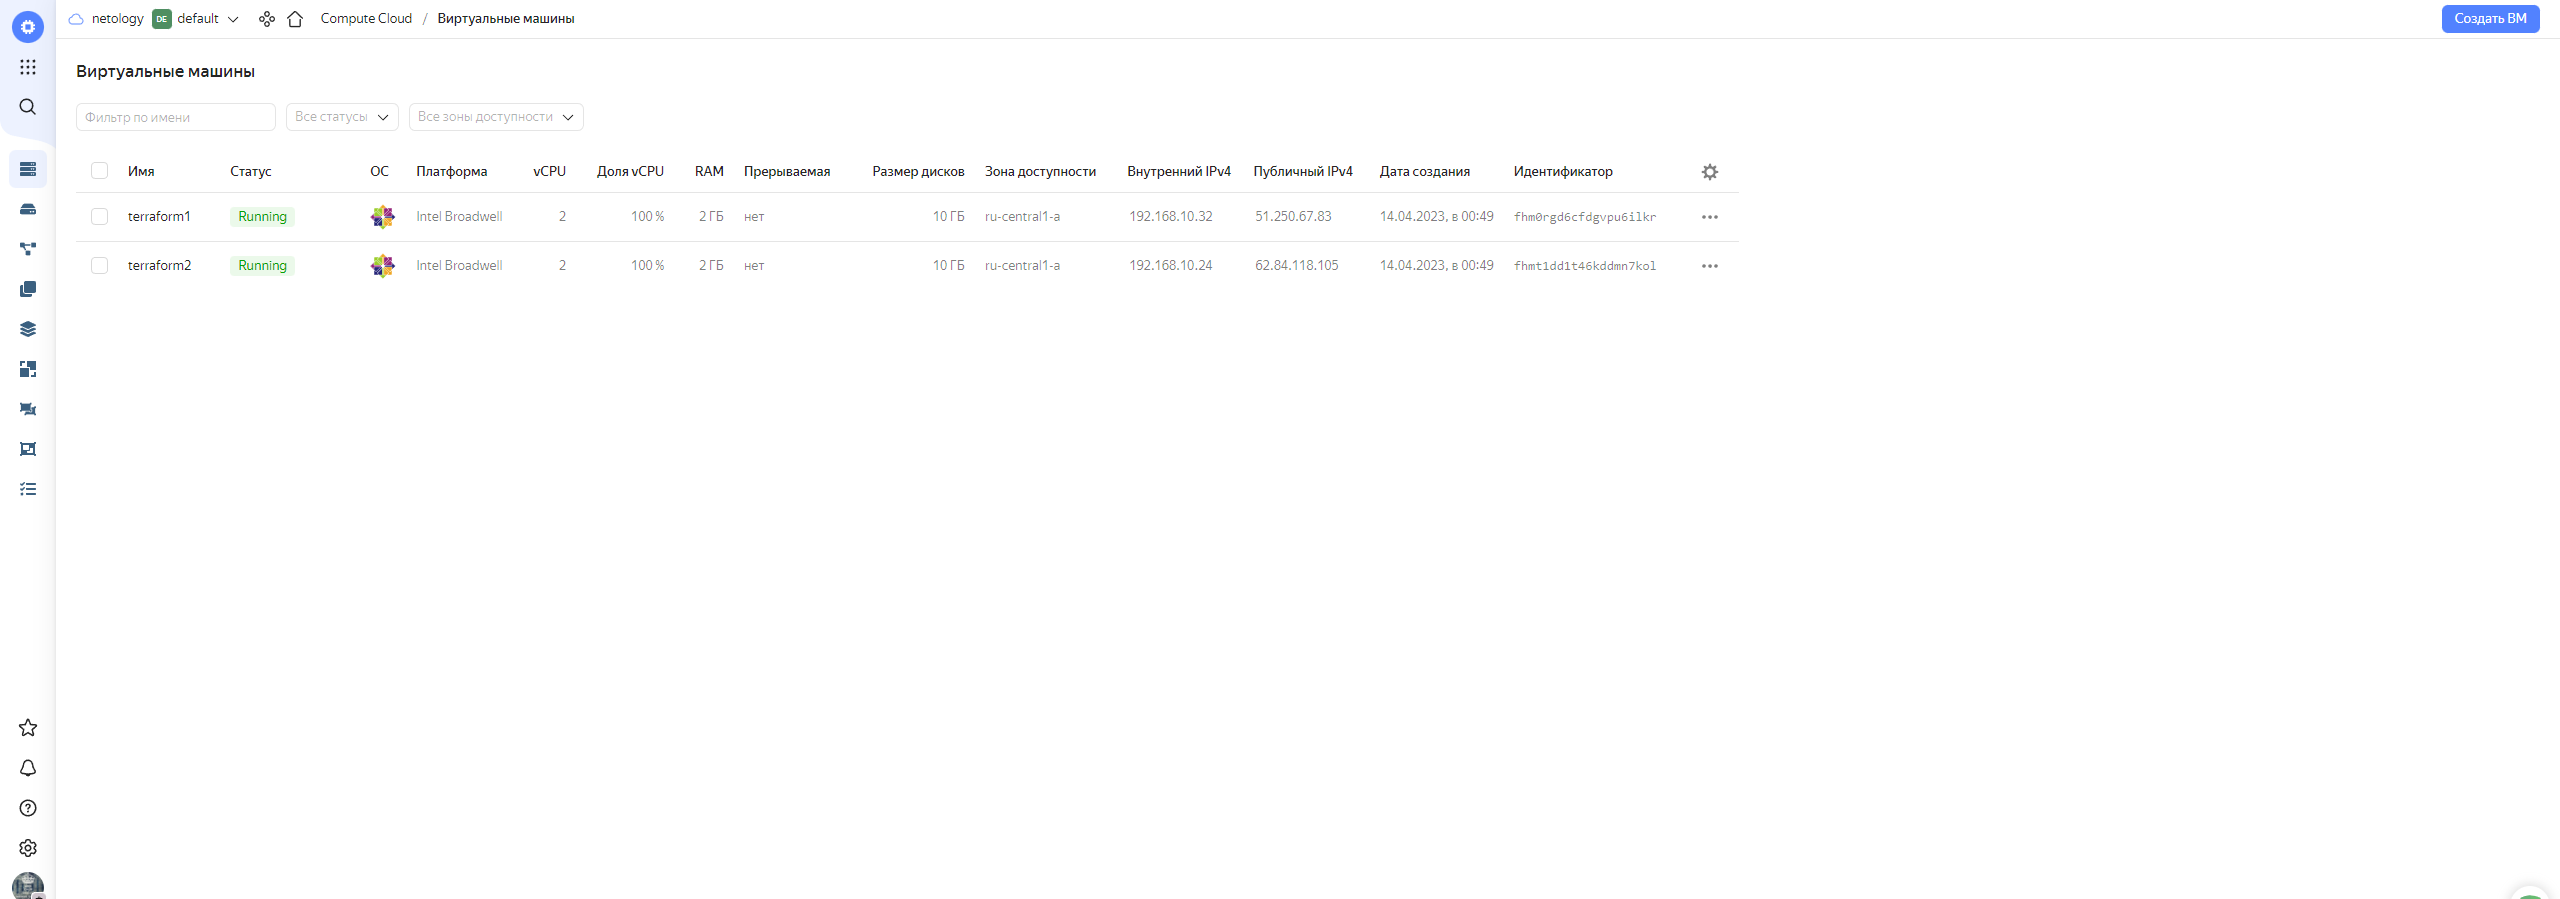 netology DE default Compute Cloud / Виртуальные машины Создать ВМ
Виртуальные машины
Фильтр по имени Все статусы Все зоны доступности
Имя Статус ОС Платформа vCPU Доля vCPU RAM Прерываемая Размер дисков Зона доступности Внутренний IPv4 Публичный IPv4 Дата создания Идентификатор
terraform1 Running Intel Broadwell 2 100 % 2 ГБ нет 10 ГБ ru-central1-a 192.168.10.32 51.250.67.83 14.04.2023, в 00:49 fhm0rgd6cfdgvpu6ilkr
terraform2 Running Intel Broadwell 2 100 % 2 ГБ нет 10 ГБ ru-central1-a 192.168.10.24 62.84.118.105 14.04.2023, в 00:49 fhmt1dd1t46kddmn7kol